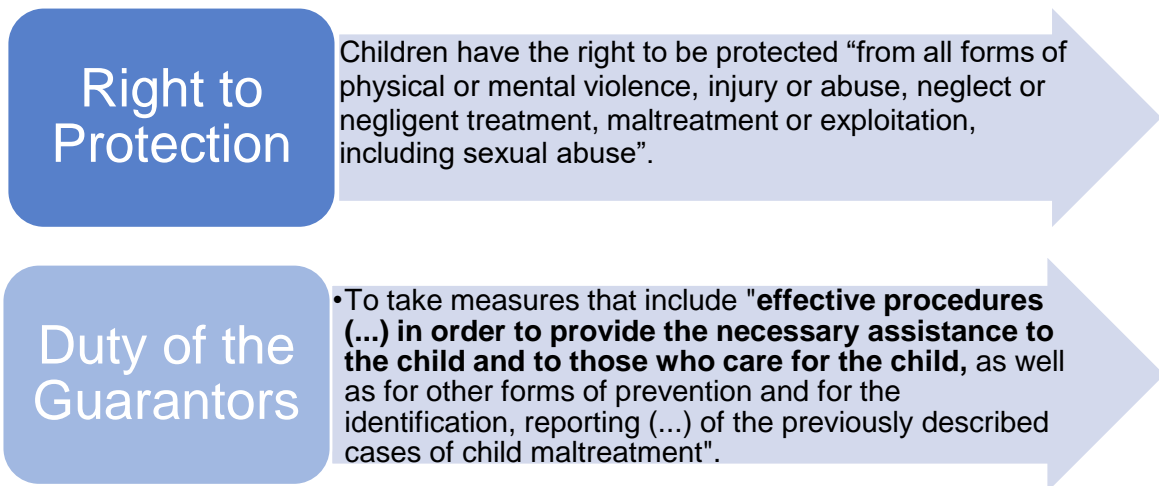 Right to
Protection
Children have the right to be protected “from all forms of
physical or mental violence, injury or abuse, neglect or
negligent treatment, maltreatment or exploitation,
including sexual abuse”.
Duty of the
Guarantors
•To take measures that include "effective procedures
(...) in order to provide the necessary assistance to
the child and to those who care for the child, as well
as for other forms of prevention and for the
identification, reporting (...) of the previously described
cases of child maltreatment".